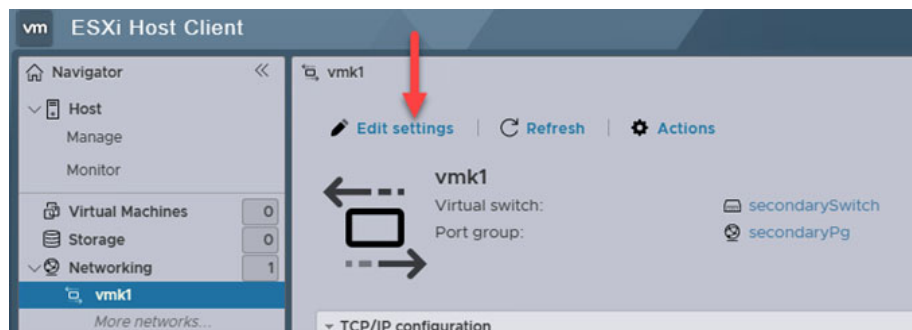 vm ESXi Host Client
Navigator
Host
Manage
Monitor
Virtual Machines 0
Storage 0
Networking 1
vmk1
More networks...
vmk1
Edit settings Refresh Actions
vmk1
Virtual switch: secondarySwitch
Port group: secondaryPg
TCP/IP configuration